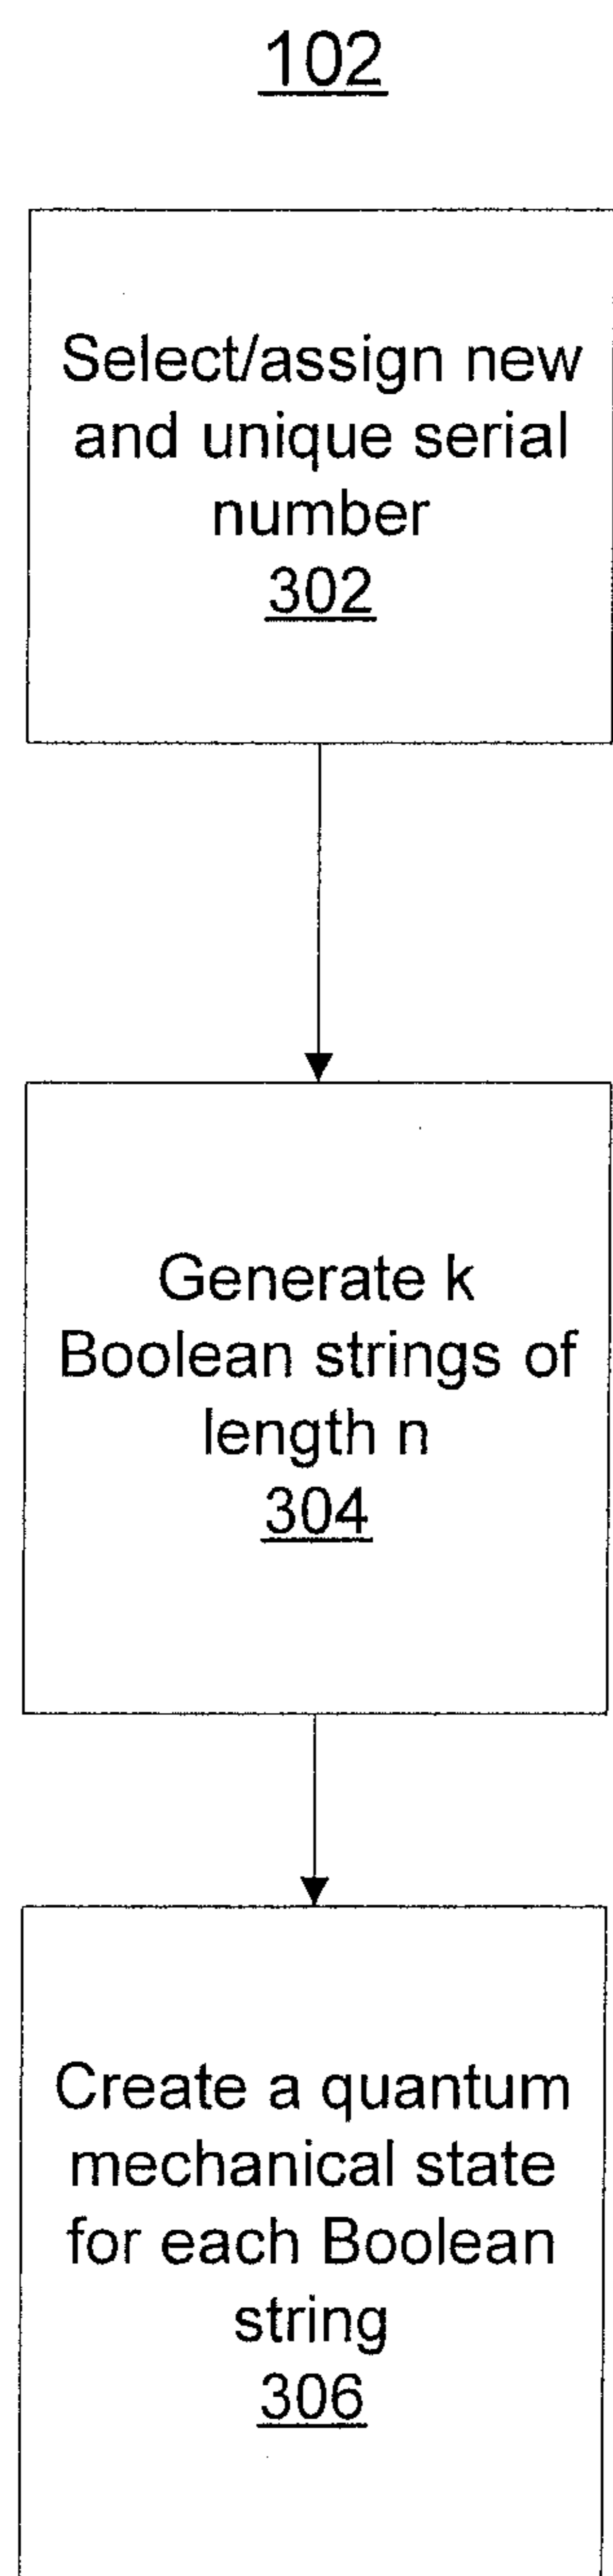 102
Select/assign new
and unique serial
number
302
Generate k
Boolean strings of
length n
304
Create a quantum
mechanical state
for each Boolean
string
306